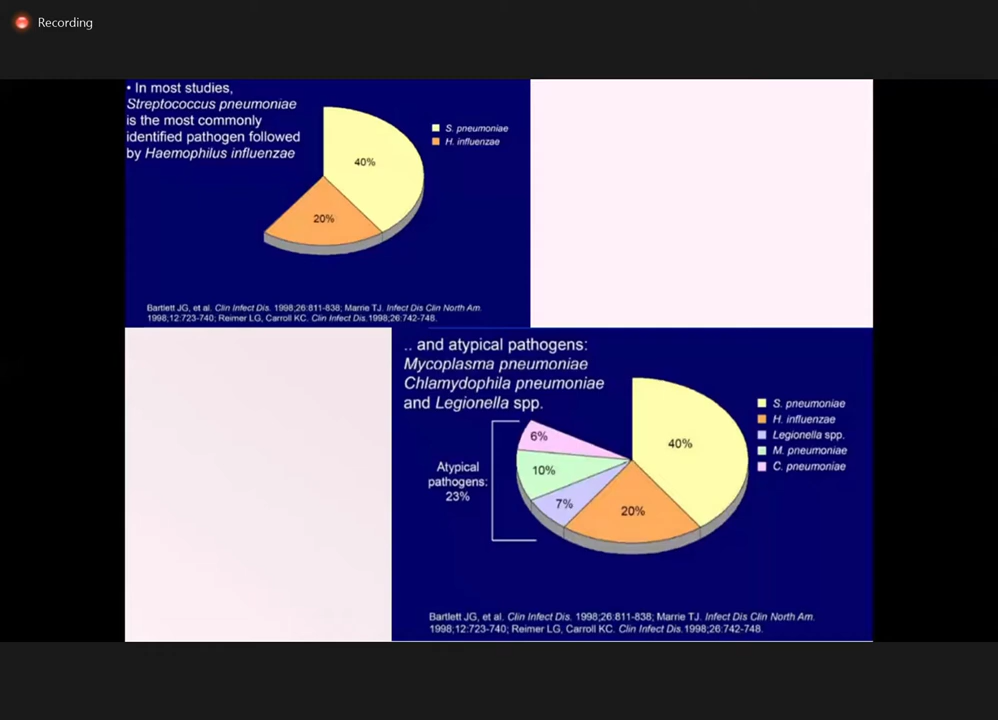 Recording
• In most studies,
Streptococcus pneumoniae
is the most commonly
identified pathogen followed
by Haemophilus influenzae
40%
20%
S. pneumoniae
H. influenzae
Bartlett JG, et al. Clin Infect Dis. 1998;26:811-838; Marrie TJ. Infect Dis Clin North Am.
1998,12:723-740; Reimer LG, Carroll KC. Clin Infect Dis.1998;26:742-748.
.. and atypical pathogens:
Mycoplasma pneumoniae
Chlamydophila pneumoniae
and Legionella spp.
Atypical
pathogens:
23%
6%
10%
7%
20%
40%
S. pneumoniae
H. influenzae
Legionella spp.
M. pneumoniae
C. pneumoniae
Bartlett JG, et al. Clin Infect Dis. 1998;26:811-838; Marrie TJ. Infect Dis Clin North Am.
1998;12:723-740; Reimer LG, Carroll KC. Clin Infect Dis.1998;26:742-748.